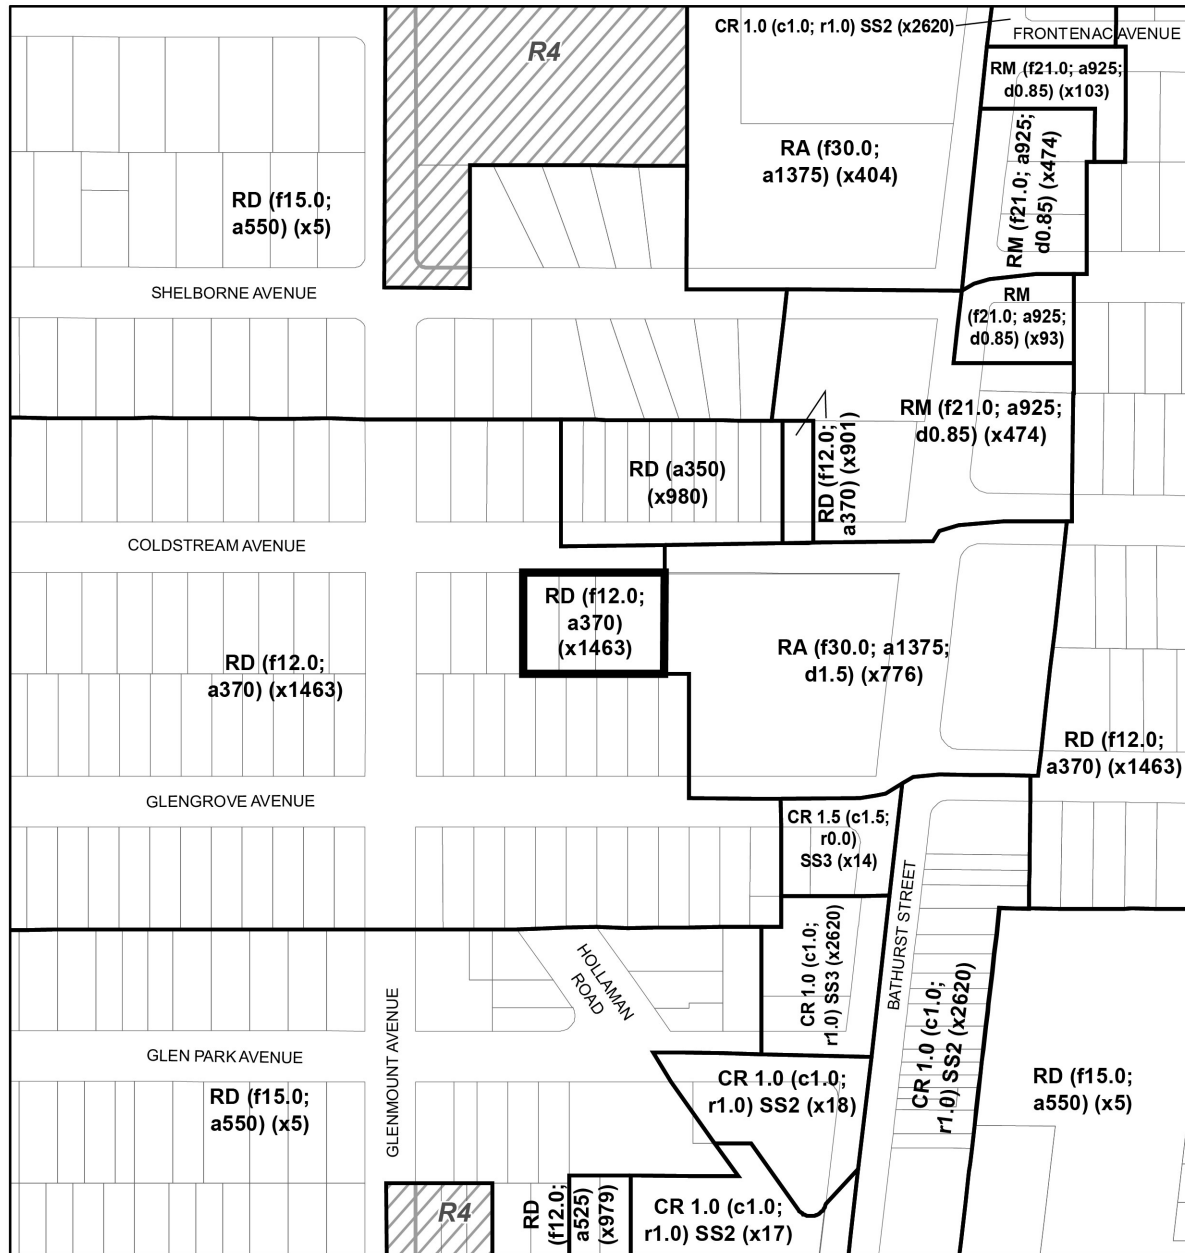 CR 1.0 (c1.0; r1.0) SS2 (x2620)
FRONTENAC AVENUE
R4
RM (f21.0; a925;
d0.85) (x103)
RA (f30.0;
a1375) (x404)
RM (f21.0; a925;
d0.85) (x474)
RD (f15.0;
a550) (x5)
SHELBORNE AVENUE
RM
(f21.0; a925;
d0.85) (x93)
RM (f21.0; a925;
d0.85) (x474)
RD (a350)
(x980)
RD (f12.0;
a370) (x901)
COLDSTREAM AVENUE
RD (f12.0;
a370)
(x1463)
RD (f12.0;
a370) (x1463)
RA (f30.0; a1375;
d1.5) (x776)
RD (f12.0;
a370) (x1463)
GLENGROVE AVENUE
CR 1.5 (c1.5;
r0.0)
SS3 (x14)
BATHURST STREET
CR 1.0 (c1.0;
r1.0) SS3 (x2620)
HOLLAMAN
ROAD
CR 1.0 (c1.0;
r1.0) SS2 (x2620)
GLENMOUNT AVENUE
GLEN PARK AVENUE
RD (f15.0;
a550) (x5)
CR 1.0 (c1.0;
r1.0) SS2 (x18)
RD (f15.0;
a550) (x5)
R4
RD
(f12.0;
a525)
(x979)
CR 1.0 (c1.0;
r1.0) SS2 (x17)